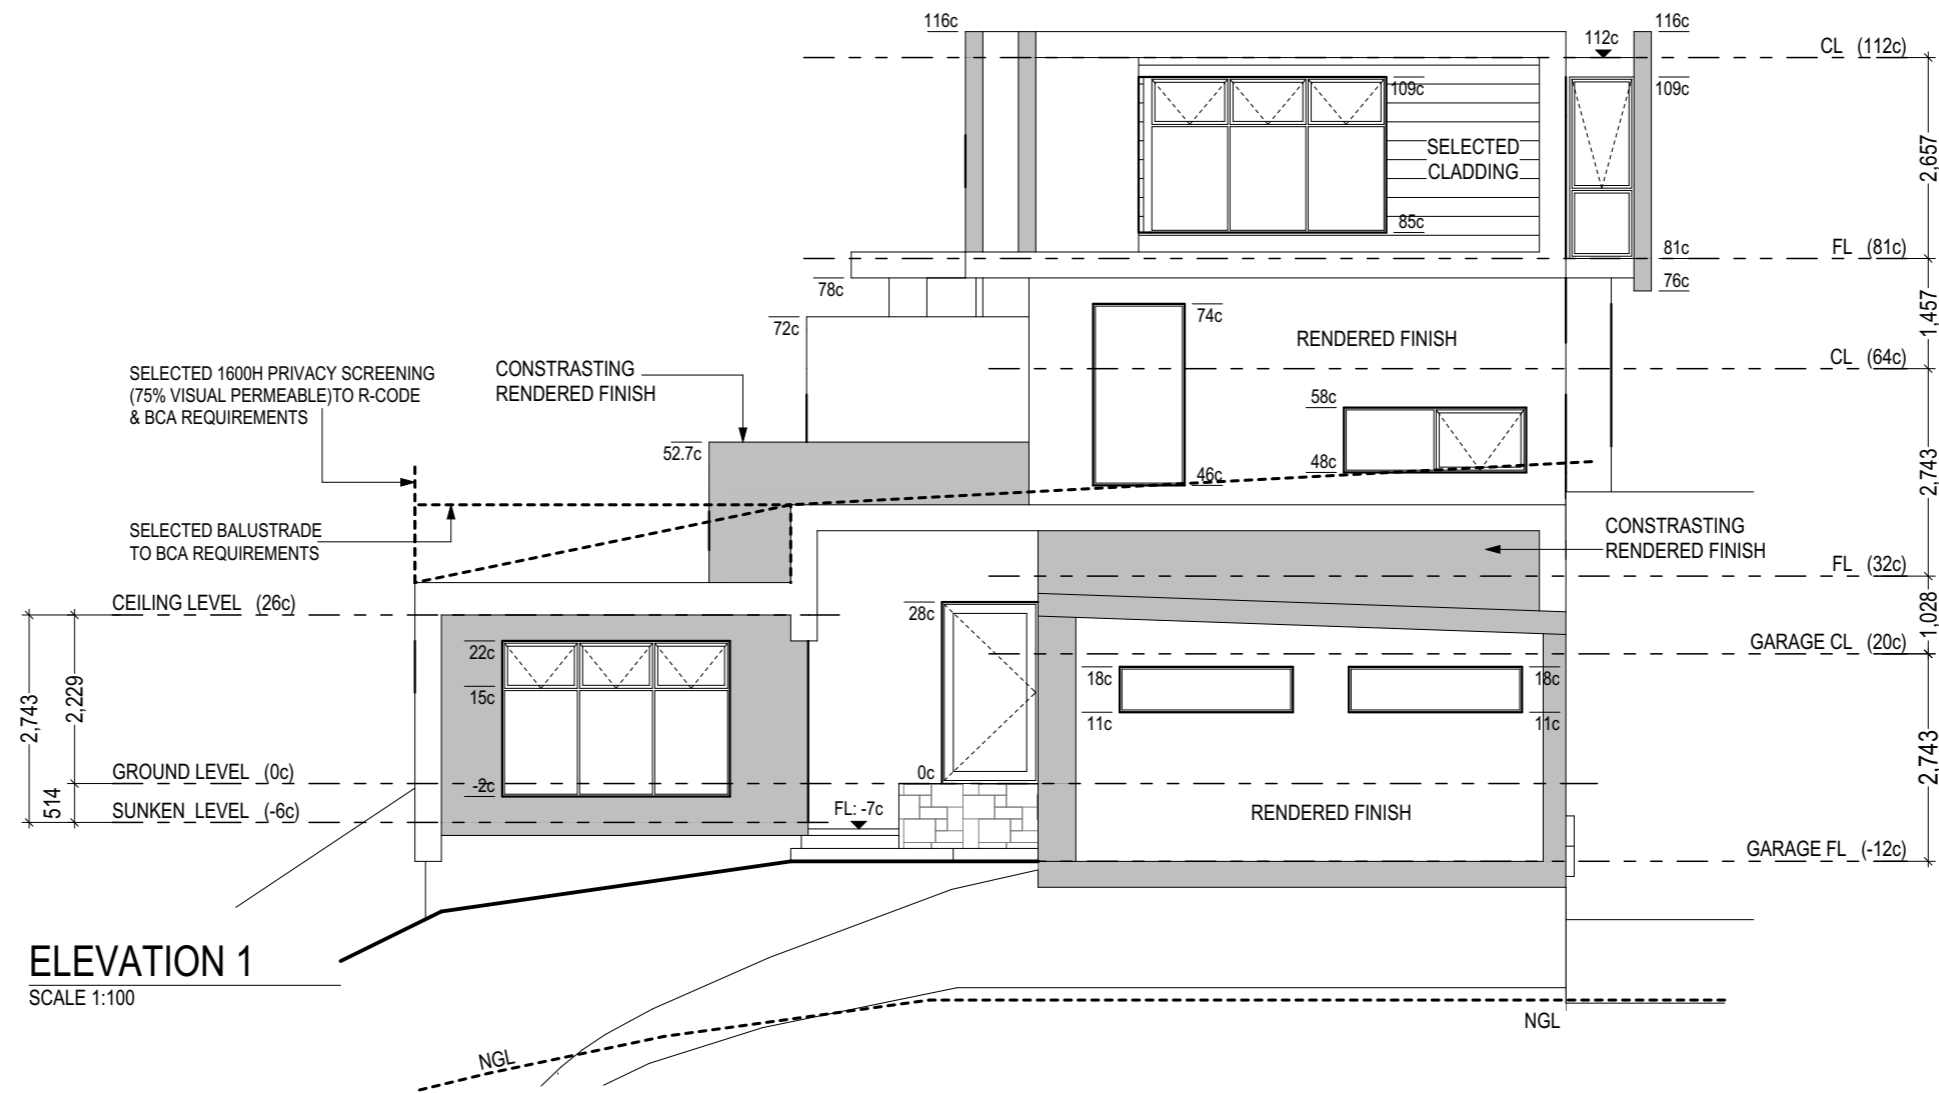 116c
116c
112c
CL (112c)
109c
109c
SELECTED
CLADDING
2,657
85c
81c
FL (81c)
76c
78c
72c
74c
RENDERED FINISH
1,457
CL (64c)
SELECTED 1600H PRIVACY SCREENING
(75% VISUAL PERMEABLE)TO R-CODE
& BCA REQUIREMENTS
CONSTRASTING
RENDERED FINISH
58c
52.7c
48c
46c
2,743
SELECTED BALUSTRADE
TO BCA REQUIREMENTS
CONSTRASTING
RENDERED FINISH
FL (32c)
CEILING LEVEL (26c)
28c
1,028
GARAGE CL (20c)
22c
15c
18c
18c
11c
11c
2,743
2,229
2,743
GROUND LEVEL (0c)
0c
-2c
514
SUNKEN LEVEL (-6c)
FL: -7c
RENDERED FINISH
GARAGE FL (-12c)
ELEVATION 1
SCALE 1:100
NGL
NGL